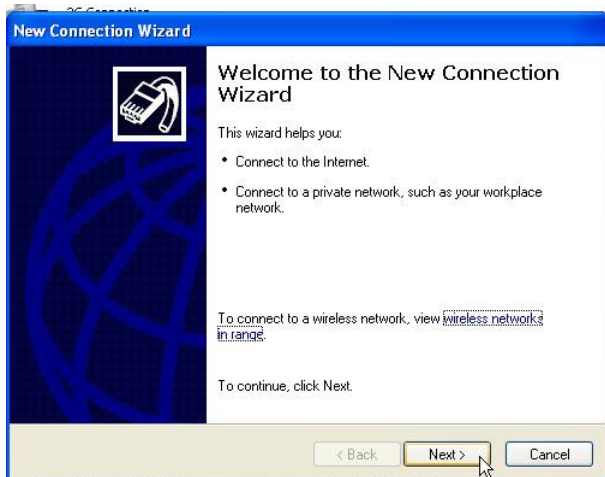 New Connection Wizard
Welcome to the New Connection
Wizard
This wizard helps you:
• Connect to the Internet.
• Connect to a private network, such as your workplace
network.
To connect to a wireless network, view wireless networks
in range.
To continue, click Next.
< Back Next > Cancel